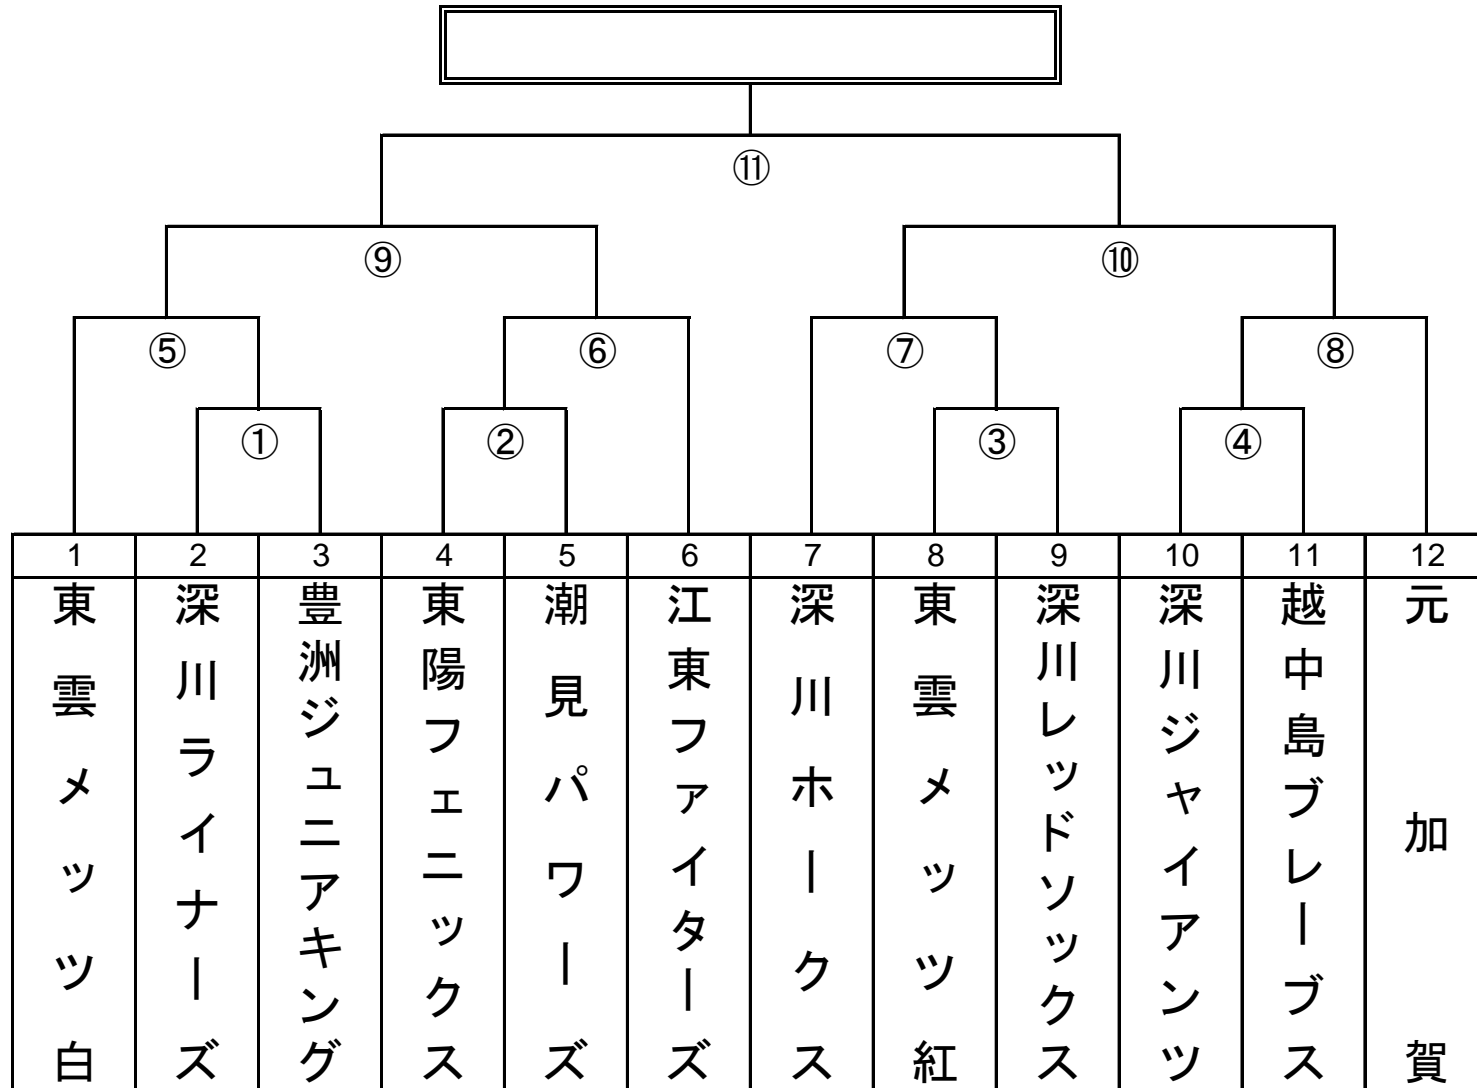 ⑪
⑨
⑩
⑤
⑥
⑦
⑧
①
②
③
④
1
2
3
4
5
6
7
8
9
10
11
12
東雲メッツ白
深川ライナーズ
豊洲ジュニアキング
東陽フェニックス
潮見パワーズ
江東ファイターズ
深川ホークス
東雲メッツ紅
深川レッドソックス
深川ジャイアンツ
越中島ブレーブス
元加賀